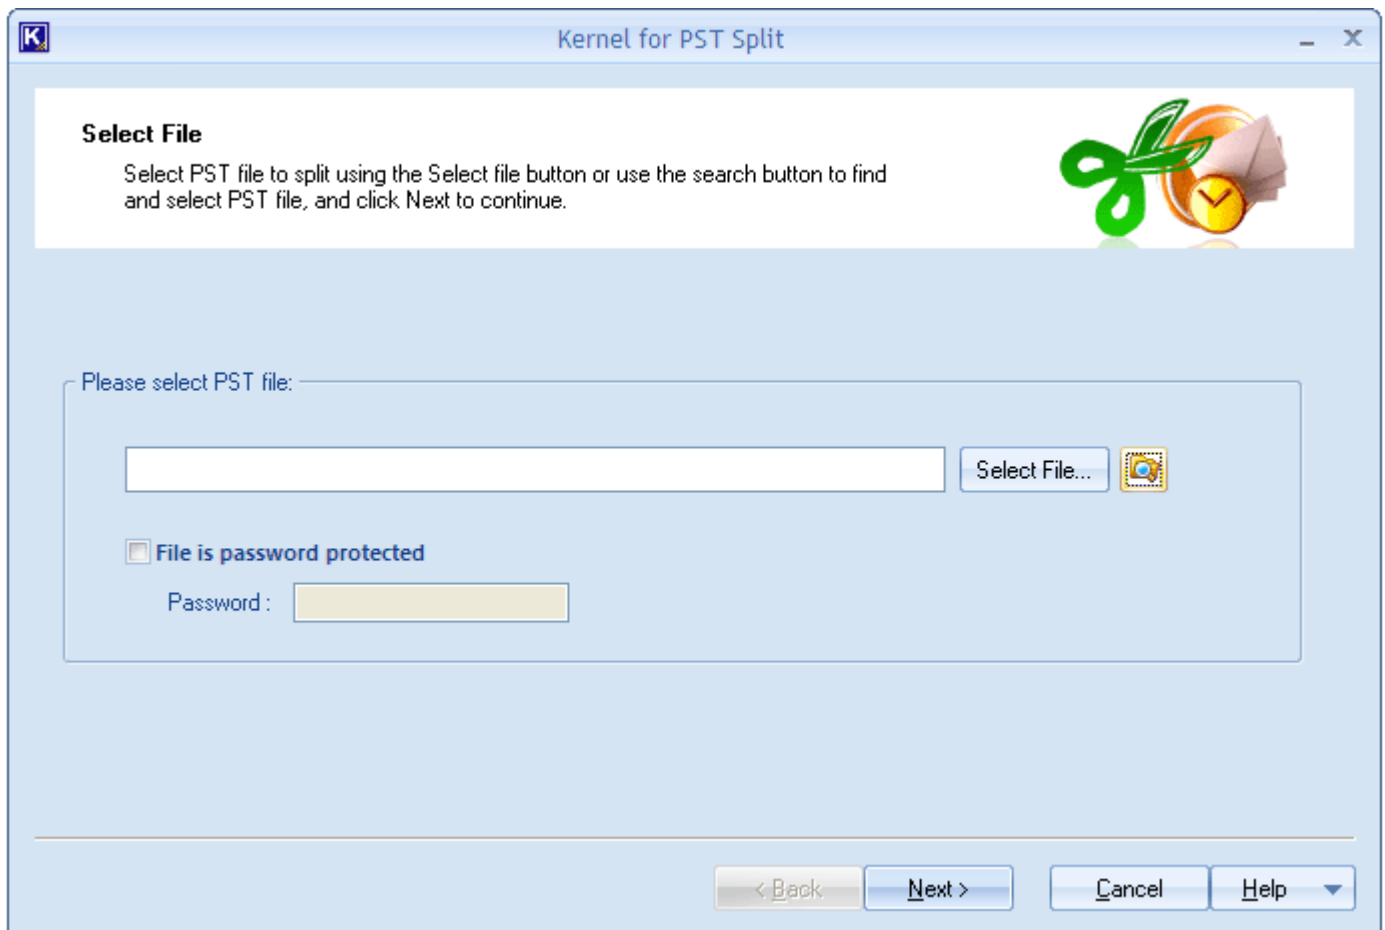 K
Kernel for PST Split
Select File
Select PST file to split using the Select file button or use the search button to find
and select PST file, and click Next to continue.
Please select PST file:
Select File...
File is password protected
Password :
< Back
Next >
Cancel
Help